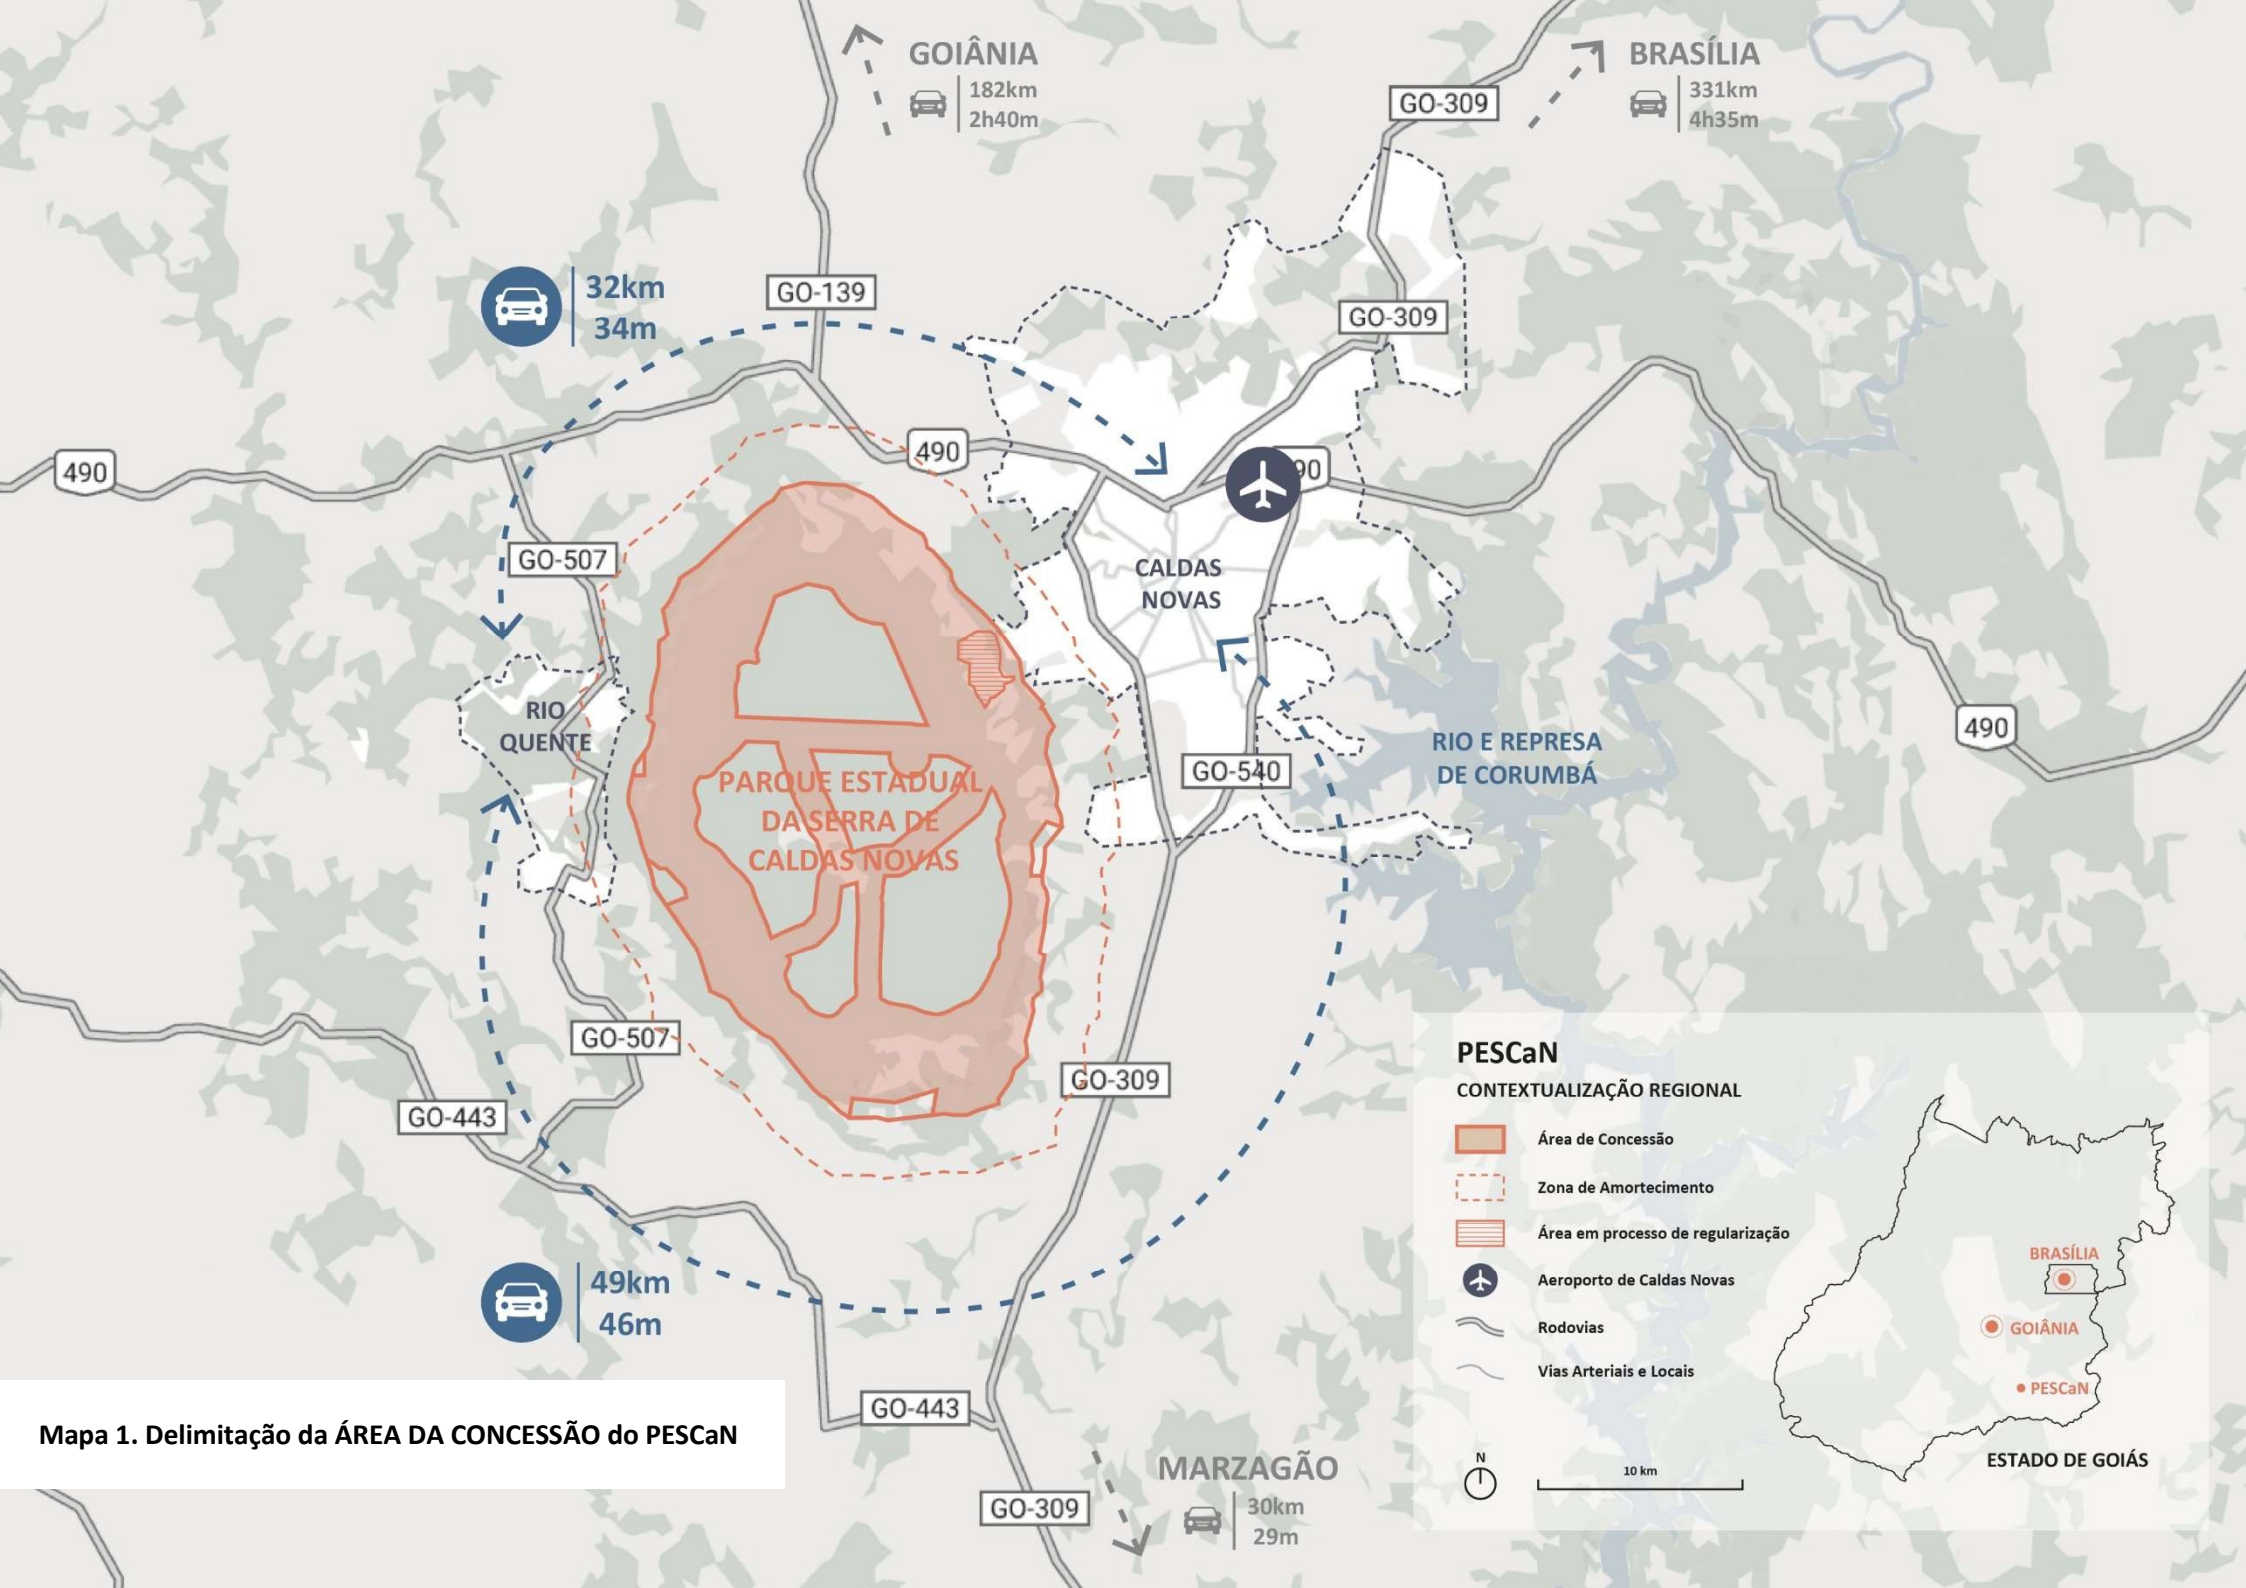 GOIÂNIA
182km
2h40m
BRASÍLIA
331km
4h35m
GO-309
32km
34m
GO-139
GO-309
490
490
90
GO-507
CALDAS
NOVAS
RIO
QUENTE
PARQUE ESTADUAL
DA SERRA DE
CALDAS NOVAS
GO-540
RIO E REPRESA
DE CORUMBÁ
490
GO-507
GO-309
GO-443
49km
46m
GO-443
GO-309
MARZAGÃO
30km
29m
Mapa 1. Delimitação da ÁREA DA CONCESSÃO do PESCaN
PESCaN
CONTEXTUALIZAÇÃO REGIONAL
Área de Concessão
Zona de Amortecimento
Área em processo de regularização
Aeroporto de Caldas Novas
Rodovias
Vias Arteriais e Locais
N
10 km
BRASÍLIA
GOIÂNIA
PESCaN
ESTADO DE GOIÁS